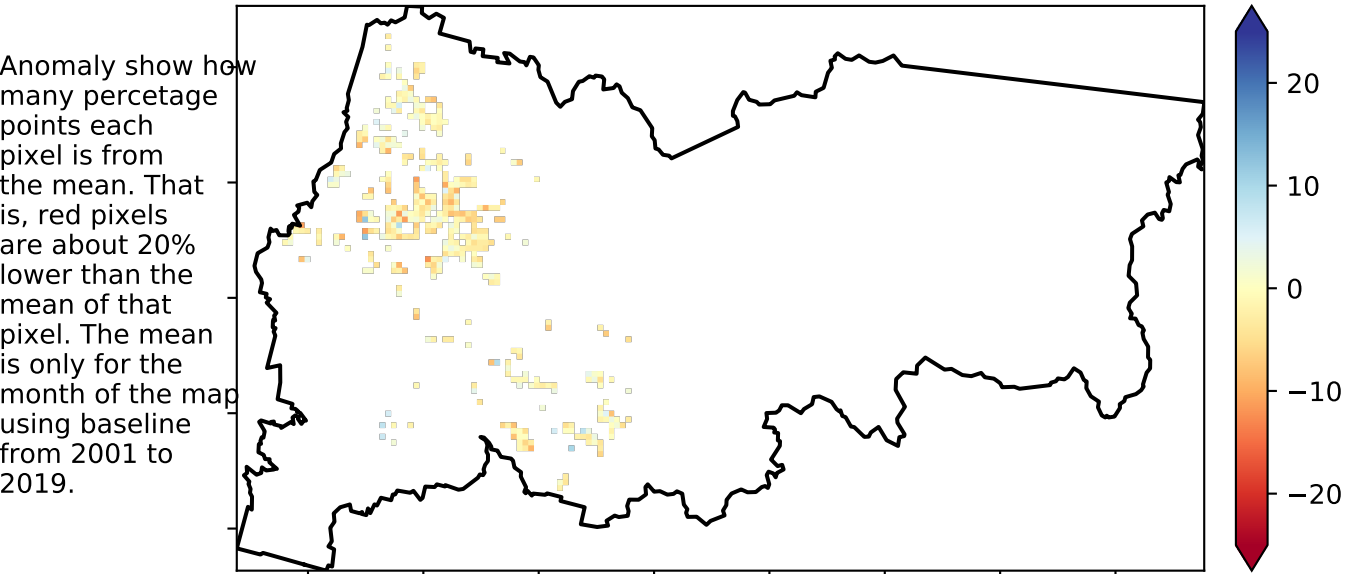 Anomaly show how
many percetage
points each
pixel is from
the mean. That
is, red pixels
are about 20%
lower than the
mean of that
pixel. The mean
is only for the
month of the map
using baseline
from 2001 to
2019.
20
10
0
−10
−20